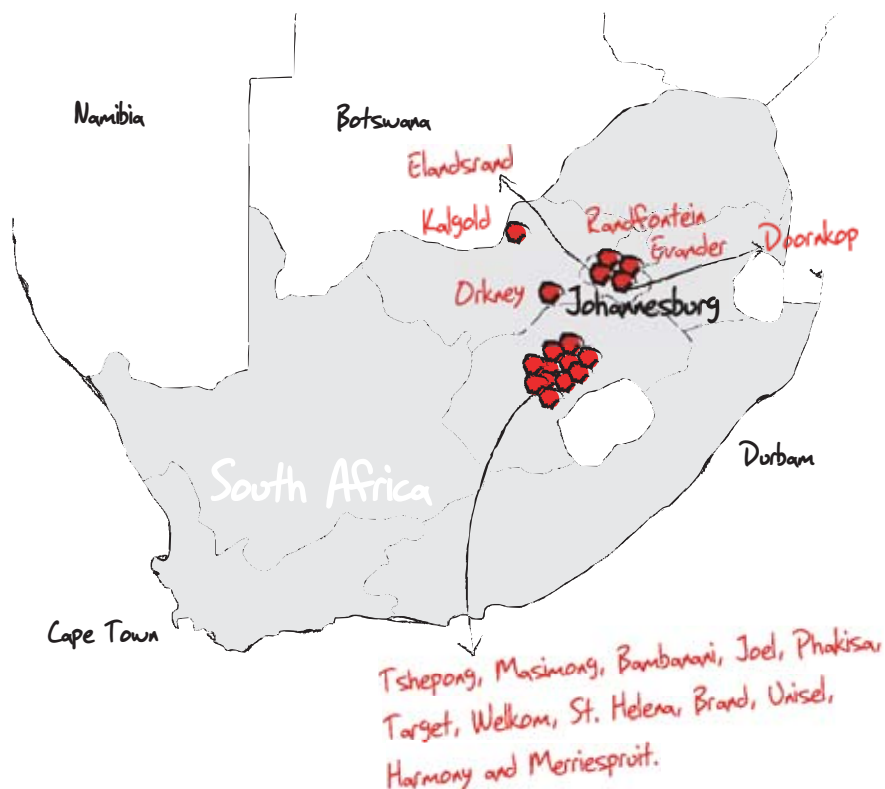 Namibia
Botswana
Elandsrand
Kalgold
Randfontein
Evander
Doornkop
Orkney
Johannesburg
Durbam
South Africa
Cape Town
Tshepong, Masimong, Bambanani, Joel, Phakisa,
Target, Welkom, St. Helena, Brand, Unisel,
Harmony and Merriespruit.